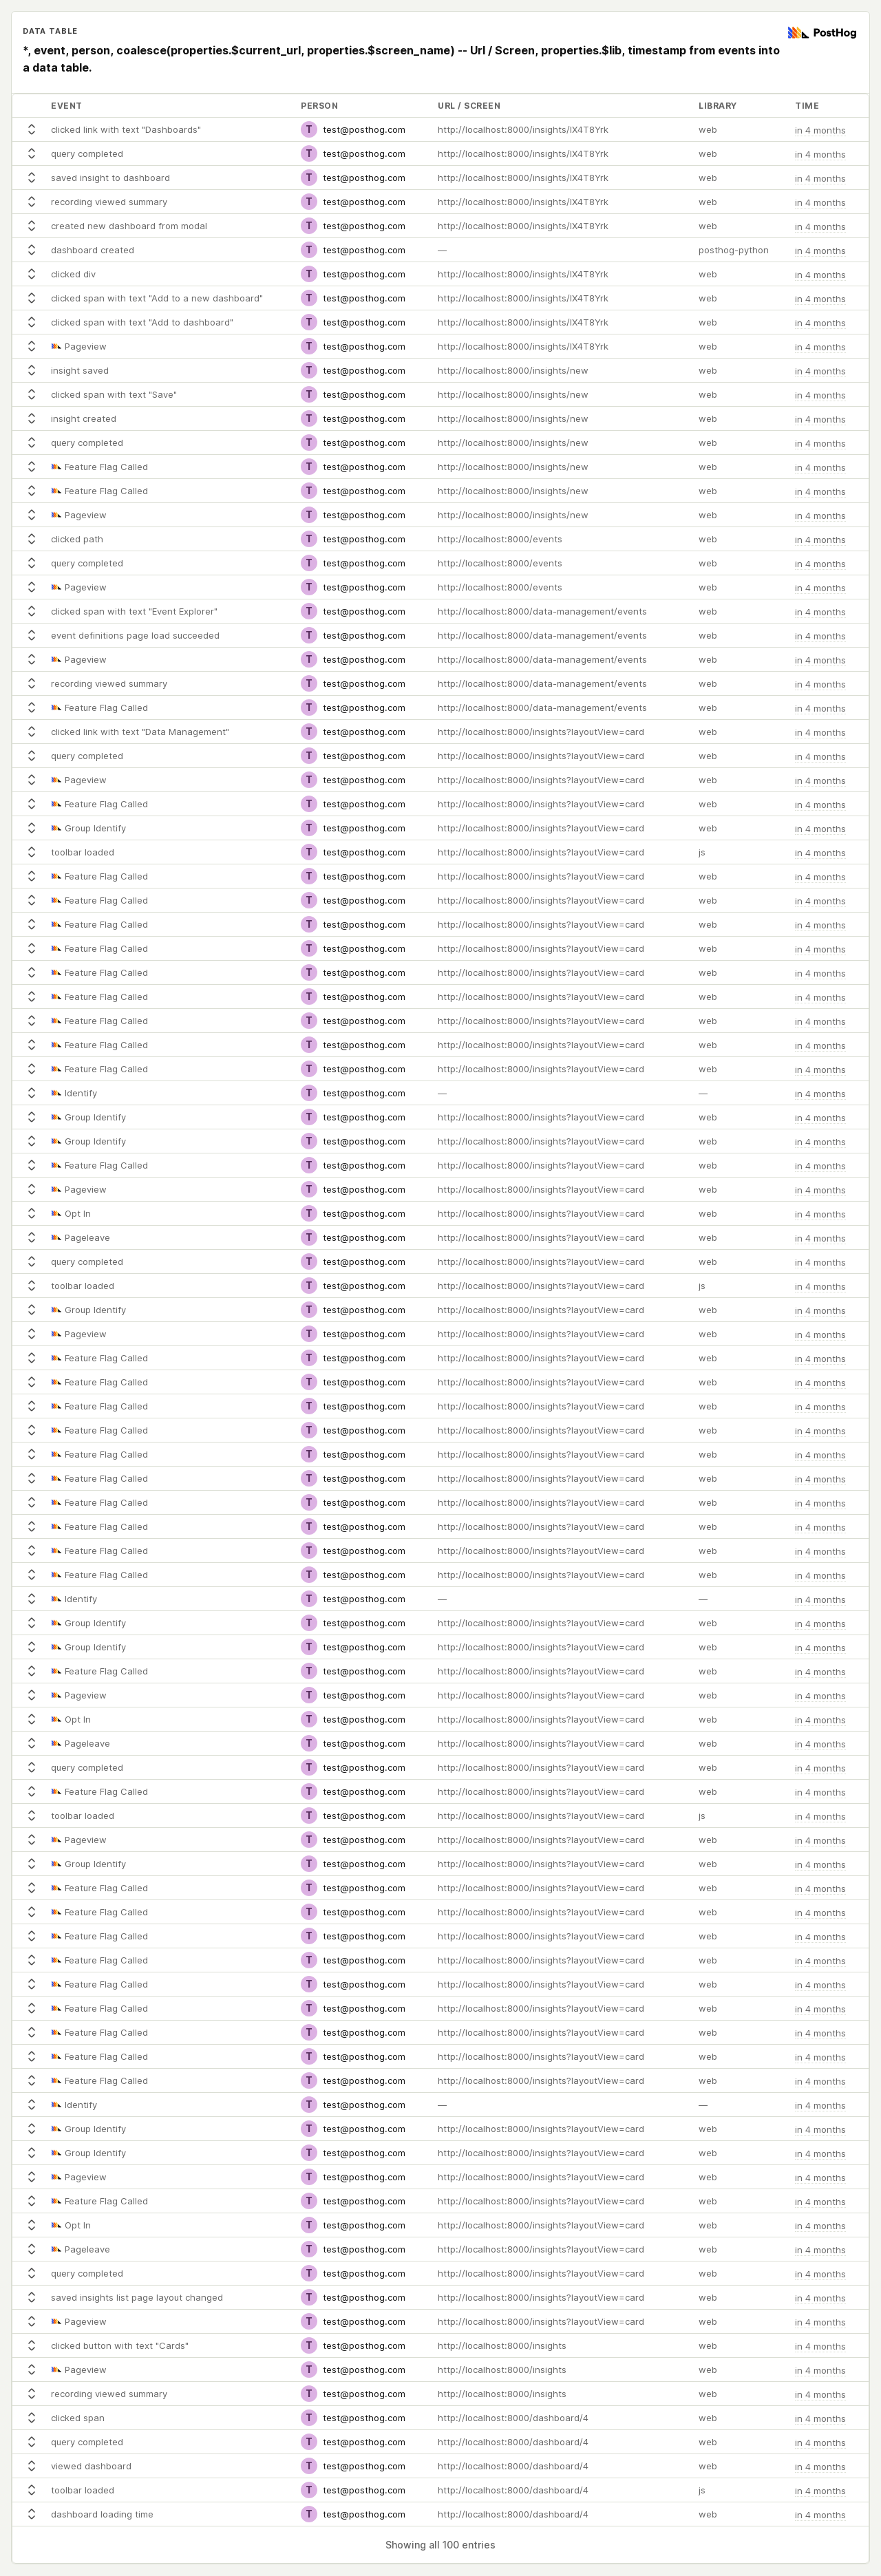 DATA TABLE
PostHog
*, event, person, coalesce(properties.$current_url, properties.$screen_name) -- Url / Screen, properties.$lib, timestamp from events into
a data table.
EVENT PERSON URL / SCREEN LIBRARY TIME
clicked link with text "Dashboards" T test@posthog.com http://localhost:8000/insights/IX4T8Yrk web in 4 months
query completed T test@posthog.com http://localhost:8000/insights/IX4T8Yrk web in 4 months
saved insight to dashboard T test@posthog.com http://localhost:8000/insights/IX4T8Yrk web in 4 months
recording viewed summary T test@posthog.com http://localhost:8000/insights/IX4T8Yrk web in 4 months
created new dashboard from modal T test@posthog.com http://localhost:8000/insights/IX4T8Yrk web in 4 months
dashboard created T test@posthog.com — posthog-python in 4 months
clicked div T test@posthog.com http://localhost:8000/insights/IX4T8Yrk web in 4 months
clicked span with text "Add to a new dashboard" T test@posthog.com http://localhost:8000/insights/IX4T8Yrk web in 4 months
clicked span with text "Add to dashboard" T test@posthog.com http://localhost:8000/insights/IX4T8Yrk web in 4 months
Pageview T test@posthog.com http://localhost:8000/insights/IX4T8Yrk web in 4 months
insight saved T test@posthog.com http://localhost:8000/insights/new web in 4 months
clicked span with text "Save" T test@posthog.com http://localhost:8000/insights/new web in 4 months
insight created T test@posthog.com http://localhost:8000/insights/new web in 4 months
query completed T test@posthog.com http://localhost:8000/insights/new web in 4 months
Feature Flag Called T test@posthog.com http://localhost:8000/insights/new web in 4 months
Feature Flag Called T test@posthog.com http://localhost:8000/insights/new web in 4 months
Pageview T test@posthog.com http://localhost:8000/insights/new web in 4 months
clicked path T test@posthog.com http://localhost:8000/events web in 4 months
query completed T test@posthog.com http://localhost:8000/events web in 4 months
Pageview T test@posthog.com http://localhost:8000/events web in 4 months
clicked span with text "Event Explorer" T test@posthog.com http://localhost:8000/data-management/events web in 4 months
event definitions page load succeeded T test@posthog.com http://localhost:8000/data-management/events web in 4 months
Pageview T test@posthog.com http://localhost:8000/data-management/events web in 4 months
recording viewed summary T test@posthog.com http://localhost:8000/data-management/events web in 4 months
Feature Flag Called T test@posthog.com http://localhost:8000/data-management/events web in 4 months
clicked link with text "Data Management" T test@posthog.com http://localhost:8000/insights?layoutView=card web in 4 months
query completed T test@posthog.com http://localhost:8000/insights?layoutView=card web in 4 months
Pageview T test@posthog.com http://localhost:8000/insights?layoutView=card web in 4 months
Feature Flag Called T test@posthog.com http://localhost:8000/insights?layoutView=card web in 4 months
Group Identify T test@posthog.com http://localhost:8000/insights?layoutView=card web in 4 months
toolbar loaded T test@posthog.com http://localhost:8000/insights?layoutView=card js in 4 months
Feature Flag Called T test@posthog.com http://localhost:8000/insights?layoutView=card web in 4 months
Feature Flag Called T test@posthog.com http://localhost:8000/insights?layoutView=card web in 4 months
Feature Flag Called T test@posthog.com http://localhost:8000/insights?layoutView=card web in 4 months
Feature Flag Called T test@posthog.com http://localhost:8000/insights?layoutView=card web in 4 months
Feature Flag Called T test@posthog.com http://localhost:8000/insights?layoutView=card web in 4 months
Feature Flag Called T test@posthog.com http://localhost:8000/insights?layoutView=card web in 4 months
Feature Flag Called T test@posthog.com http://localhost:8000/insights?layoutView=card web in 4 months
Feature Flag Called T test@posthog.com http://localhost:8000/insights?layoutView=card web in 4 months
Feature Flag Called T test@posthog.com http://localhost:8000/insights?layoutView=card web in 4 months
Identify T test@posthog.com — — in 4 months
Group Identify T test@posthog.com http://localhost:8000/insights?layoutView=card web in 4 months
Group Identify T test@posthog.com http://localhost:8000/insights?layoutView=card web in 4 months
Feature Flag Called T test@posthog.com http://localhost:8000/insights?layoutView=card web in 4 months
Pageview T test@posthog.com http://localhost:8000/insights?layoutView=card web in 4 months
Opt In T test@posthog.com http://localhost:8000/insights?layoutView=card web in 4 months
Pageleave T test@posthog.com http://localhost:8000/insights?layoutView=card web in 4 months
query completed T test@posthog.com http://localhost:8000/insights?layoutView=card web in 4 months
toolbar loaded T test@posthog.com http://localhost:8000/insights?layoutView=card js in 4 months
Group Identify T test@posthog.com http://localhost:8000/insights?layoutView=card web in 4 months
Pageview T test@posthog.com http://localhost:8000/insights?layoutView=card web in 4 months
Feature Flag Called T test@posthog.com http://localhost:8000/insights?layoutView=card web in 4 months
Feature Flag Called T test@posthog.com http://localhost:8000/insights?layoutView=card web in 4 months
Feature Flag Called T test@posthog.com http://localhost:8000/insights?layoutView=card web in 4 months
Feature Flag Called T test@posthog.com http://localhost:8000/insights?layoutView=card web in 4 months
Feature Flag Called T test@posthog.com http://localhost:8000/insights?layoutView=card web in 4 months
Feature Flag Called T test@posthog.com http://localhost:8000/insights?layoutView=card web in 4 months
Feature Flag Called T test@posthog.com http://localhost:8000/insights?layoutView=card web in 4 months
Feature Flag Called T test@posthog.com http://localhost:8000/insights?layoutView=card web in 4 months
Feature Flag Called T test@posthog.com http://localhost:8000/insights?layoutView=card web in 4 months
Feature Flag Called T test@posthog.com http://localhost:8000/insights?layoutView=card web in 4 months
Identify T test@posthog.com — — in 4 months
Group Identify T test@posthog.com http://localhost:8000/insights?layoutView=card web in 4 months
Group Identify T test@posthog.com http://localhost:8000/insights?layoutView=card web in 4 months
Feature Flag Called T test@posthog.com http://localhost:8000/insights?layoutView=card web in 4 months
Pageview T test@posthog.com http://localhost:8000/insights?layoutView=card web in 4 months
Opt In T test@posthog.com http://localhost:8000/insights?layoutView=card web in 4 months
Pageleave T test@posthog.com http://localhost:8000/insights?layoutView=card web in 4 months
query completed T test@posthog.com http://localhost:8000/insights?layoutView=card web in 4 months
Feature Flag Called T test@posthog.com http://localhost:8000/insights?layoutView=card web in 4 months
toolbar loaded T test@posthog.com http://localhost:8000/insights?layoutView=card js in 4 months
Pageview T test@posthog.com http://localhost:8000/insights?layoutView=card web in 4 months
Group Identify T test@posthog.com http://localhost:8000/insights?layoutView=card web in 4 months
Feature Flag Called T test@posthog.com http://localhost:8000/insights?layoutView=card web in 4 months
Feature Flag Called T test@posthog.com http://localhost:8000/insights?layoutView=card web in 4 months
Feature Flag Called T test@posthog.com http://localhost:8000/insights?layoutView=card web in 4 months
Feature Flag Called T test@posthog.com http://localhost:8000/insights?layoutView=card web in 4 months
Feature Flag Called T test@posthog.com http://localhost:8000/insights?layoutView=card web in 4 months
Feature Flag Called T test@posthog.com http://localhost:8000/insights?layoutView=card web in 4 months
Feature Flag Called T test@posthog.com http://localhost:8000/insights?layoutView=card web in 4 months
Feature Flag Called T test@posthog.com http://localhost:8000/insights?layoutView=card web in 4 months
Feature Flag Called T test@posthog.com http://localhost:8000/insights?layoutView=card web in 4 months
Identify T test@posthog.com — — in 4 months
Group Identify T test@posthog.com http://localhost:8000/insights?layoutView=card web in 4 months
Group Identify T test@posthog.com http://localhost:8000/insights?layoutView=card web in 4 months
Pageview T test@posthog.com http://localhost:8000/insights?layoutView=card web in 4 months
Feature Flag Called T test@posthog.com http://localhost:8000/insights?layoutView=card web in 4 months
Opt In T test@posthog.com http://localhost:8000/insights?layoutView=card web in 4 months
Pageleave T test@posthog.com http://localhost:8000/insights?layoutView=card web in 4 months
query completed T test@posthog.com http://localhost:8000/insights?layoutView=card web in 4 months
saved insights list page layout changed T test@posthog.com http://localhost:8000/insights?layoutView=card web in 4 months
Pageview T test@posthog.com http://localhost:8000/insights?layoutView=card web in 4 months
clicked button with text "Cards" T test@posthog.com http://localhost:8000/insights web in 4 months
Pageview T test@posthog.com http://localhost:8000/insights web in 4 months
recording viewed summary T test@posthog.com http://localhost:8000/insights web in 4 months
clicked span T test@posthog.com http://localhost:8000/dashboard/4 web in 4 months
query completed T test@posthog.com http://localhost:8000/dashboard/4 web in 4 months
viewed dashboard T test@posthog.com http://localhost:8000/dashboard/4 web in 4 months
toolbar loaded T test@posthog.com http://localhost:8000/dashboard/4 js in 4 months
dashboard loading time T test@posthog.com http://localhost:8000/dashboard/4 web in 4 months
Showing all 100 entries